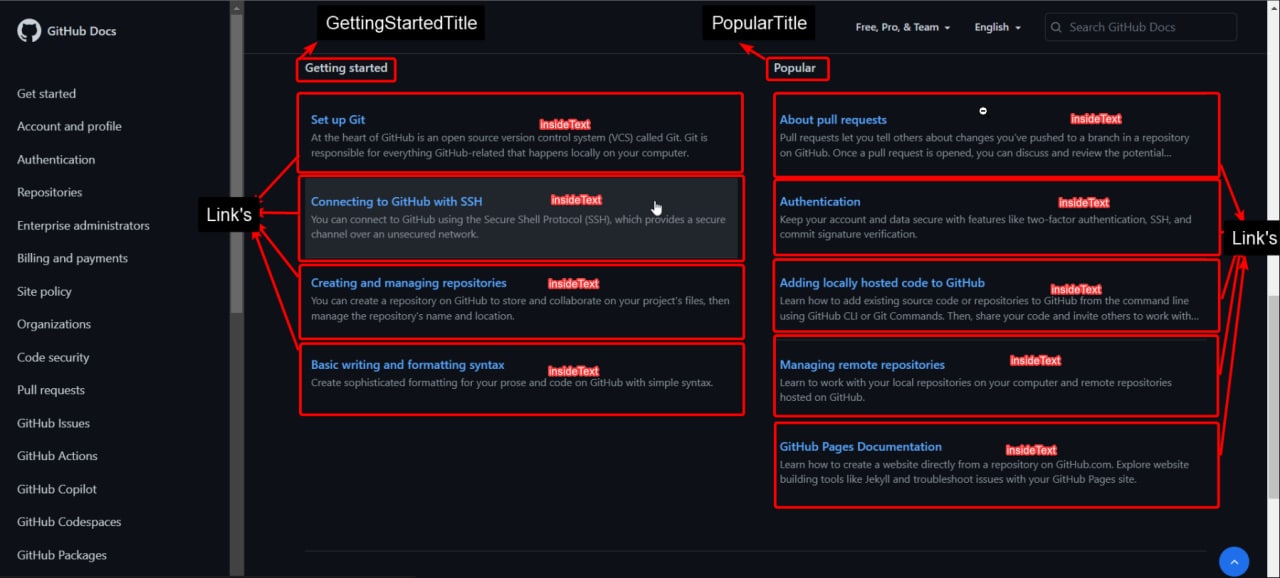 GitHub Docs
GettingStartedTitle
PopularTitle
Free, Pro, & Team
English
Search GitHub Docs
Get started
Account and profile
Authentication
Repositories
Enterprise administrators
Billing and payments
Site policy
Organizations
Code security
Pull requests
GitHub Issues
GitHub Actions
GitHub Copilot
GitHub Codespaces
GitHub Packages
Link's
Getting started
Set up Git
insideText
At the heart of GitHub is an open source version control system (VCS) called Git. Git is
responsible for everything GitHub-related that happens locally on your computer.
Connecting to GitHub with SSH
insideText
You can connect to GitHub using the Secure Shell Protocol (SSH), which provides a secure
channel over an unsecured network.
Creating and managing repositories
insideText
You can create a repository on GitHub to store and collaborate on your project's files, then
manage the repository's name and location.
Basic writing and formatting syntax
insideText
Create sophisticated formatting for your prose and code on GitHub with simple syntax.
Popular
About pull requests
insideText
Pull requests let you tell others about changes you've pushed to a branch in a repository
on GitHub. Once a pull request is opened, you can discuss and review the potential...
Authentication
insideText
Keep your account and data secure with features like two-factor authentication, SSH, and
commit signature verification.
Adding locally hosted code to GitHub
insideText
Learn how to add existing source code or repositories to GitHub from the command line
using GitHub CLI or Git Commands. Then, share your code and invite others to work with...
Managing remote repositories
insideText
Learn to work with your local repositories on your computer and remote repositories
hosted on GitHub.
GitHub Pages Documentation
insideText
Learn how to create a website directly from a repository on GitHub.com. Explore website
building tools like Jekyll and troubleshoot issues with your GitHub Pages site.
Link's